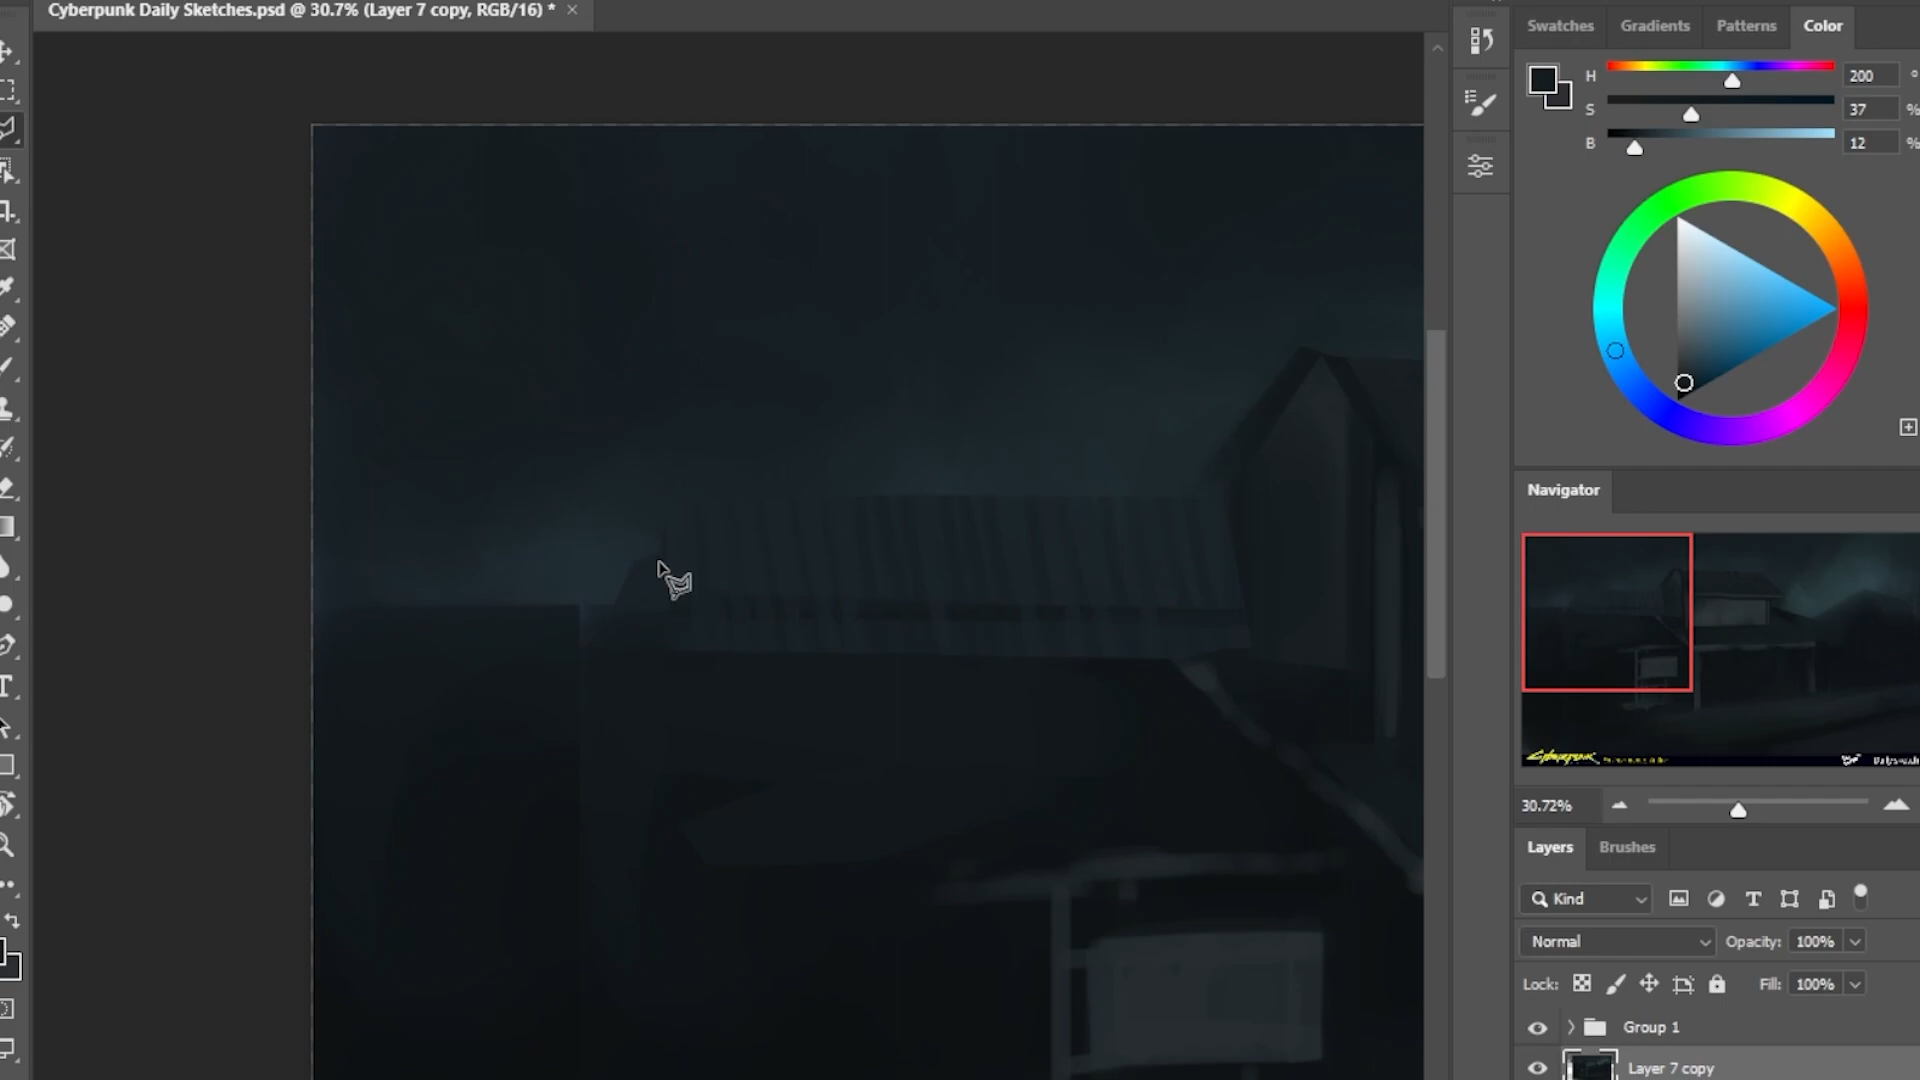 Cyberpunk Daily Sketches.psd @ 30.7% (Layer 7 copy, RGB/16) * ×
Swatches Gradients Patterns Color
H 200 °
S 37 %
B 12 %
Navigator
Cyberpunk
30.72%
Layers Brushes
Kind
Normal Opacity: 100%
Lock: Fill: 100%
Group 1
Layer 7 copy